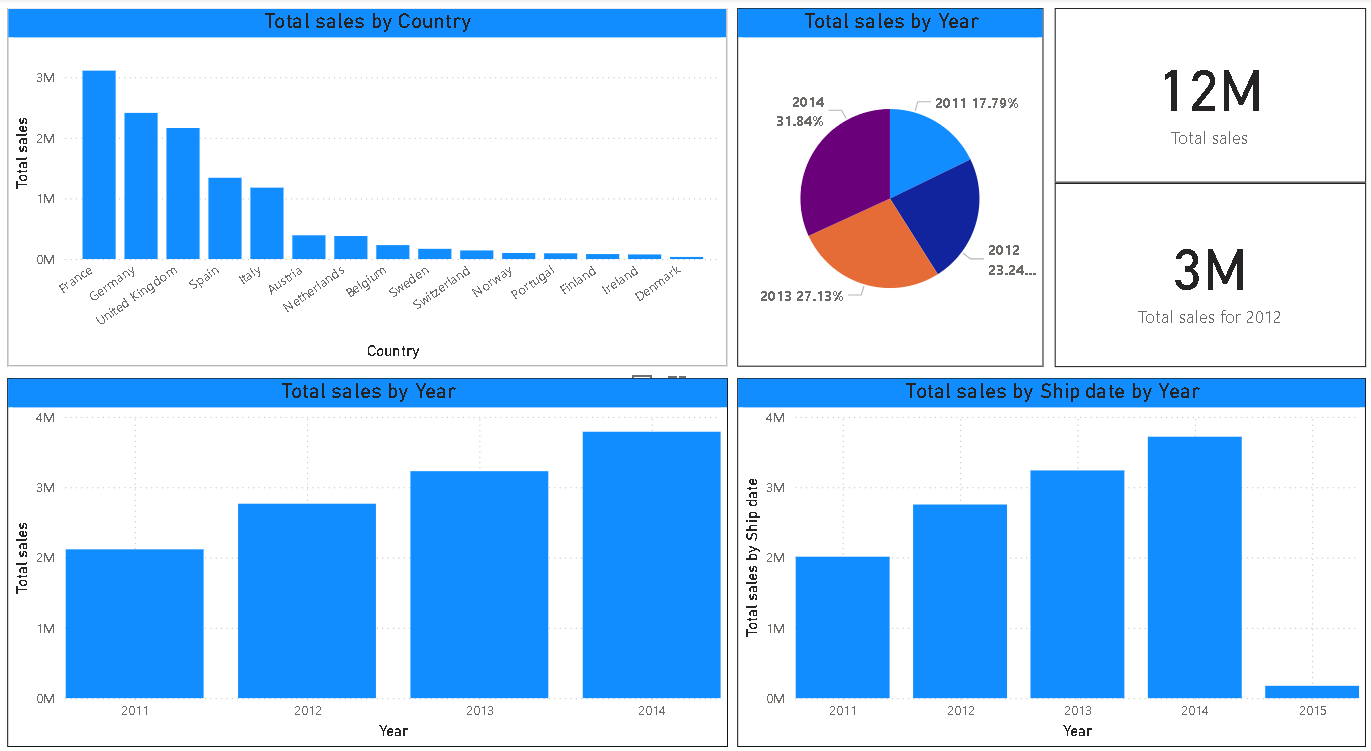 Total sales by Country
Total sales
3M
2M
1M
0M
France
Germany
United Kingdom
Spain
Italy
Austria
Netherlands
Belgium
Sweden
Switzerland
Norway
Portugal
Finland
Ireland
Denmark
Country
Total sales by Year
2014
31.84%
2011 17.79%
2012
23.24...
2013 27.13%
12M
Total sales
3M
Total sales for 2012
Total sales by Year
Total sales
4M
3M
2M
1M
0M
2011
2012
2013
2014
Year
Total sales by Ship date by Year
Total sales by Ship date
4M
3M
2M
1M
0M
2011
2012
2013
2014
2015
Year